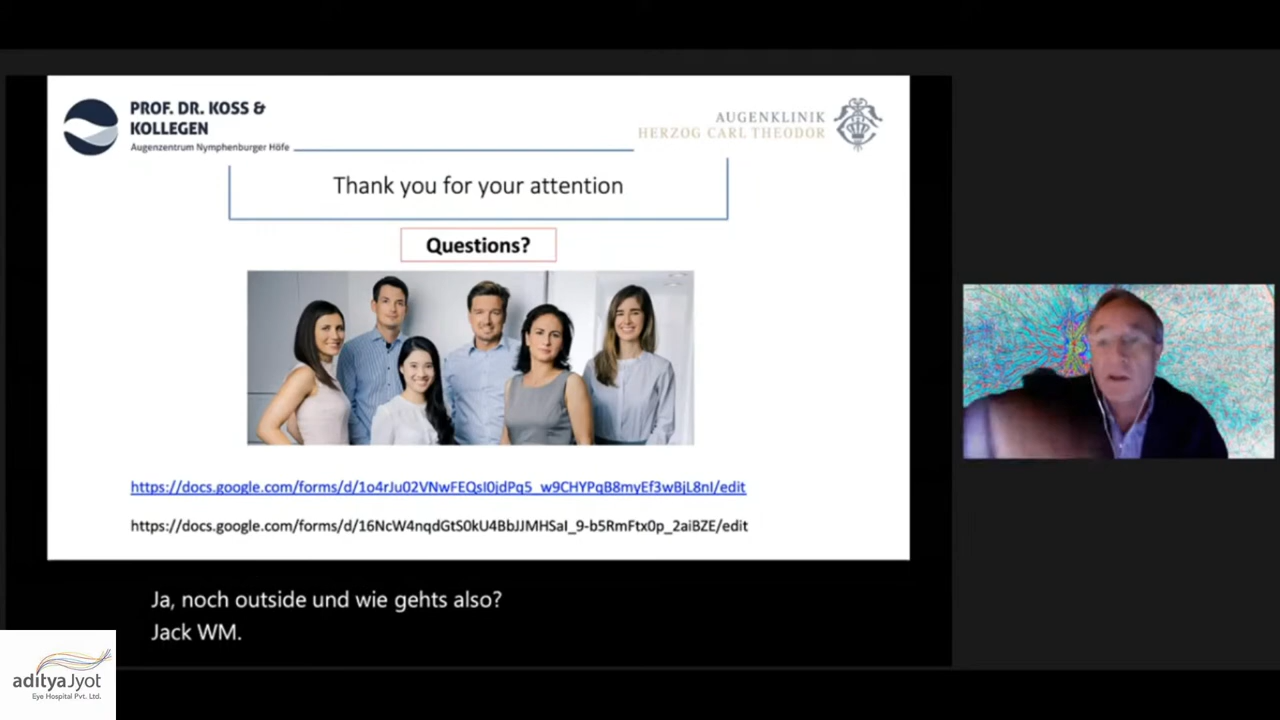 PROF. DR. KOSS &
KOLLEGEN
Augenzentrum Nymphenburger Höfe
AUGENKLINIK
HERZOG CARL THEODOR
Thank you for your attention
Questions?
https://docs.google.com/forms/d/1o4rJu02VNwFEQsI0jdPq5_w9CHYPqB8myEf3wBjL8nI/edit
https://docs.google.com/forms/d/16NcW4nqdGtS0kU4BbJJMHSaI_9-b5RmFtx0p_2aiBZE/edit
Ja, noch outside und wie gehts also?
Jack WM.
adityaJyot
Eye Hospital Pvt. Ltd.